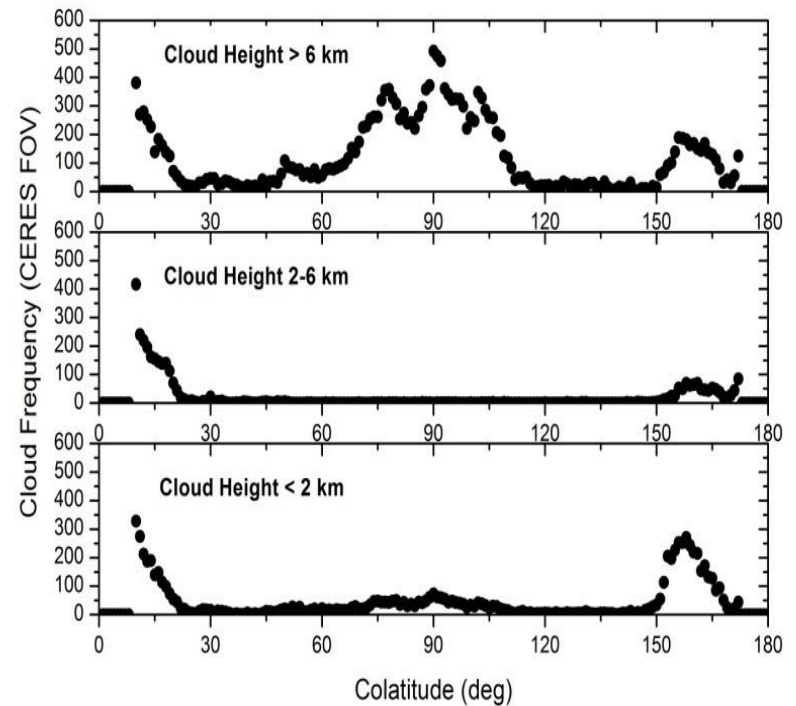 600
500
400
300
200
100
0
Cloud Height > 6 km
0 30 60 90 120 150 180
600
500
400
300
200
100
0
Cloud Height 2-6 km
0 30 60 90 120 150 180
600
500
400
300
200
100
0
Cloud Height < 2 km
0 30 60 90 120 150 180
Cloud Frequency (CERES FOV)
Colatitude (deg)